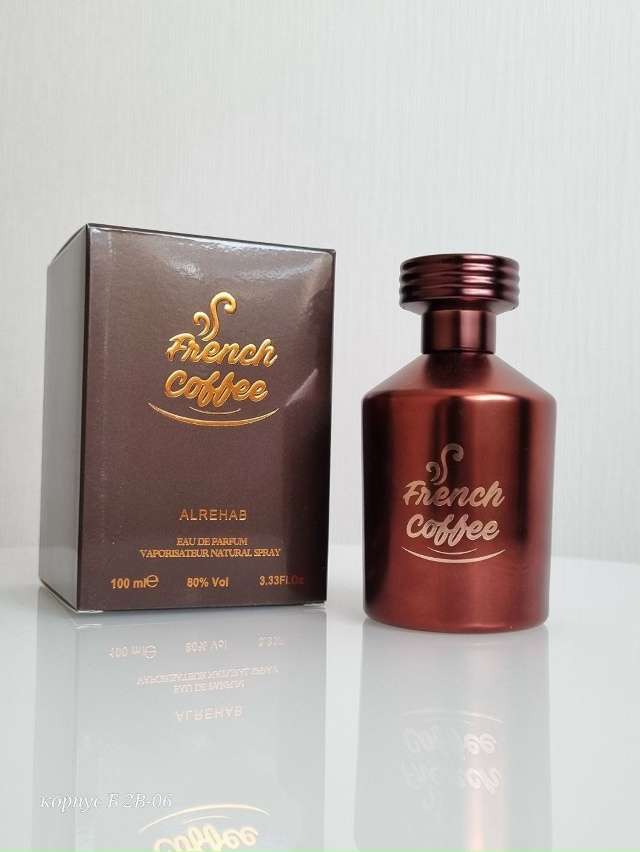 French
Coffee
ALREHAB
EAU DE PARFUM
VAPORISATEUR NATURAL SPRAY
100 ml℮ 80% Vol 3.33Fl.Oz
French
Coffee
корпус Б 2В-06